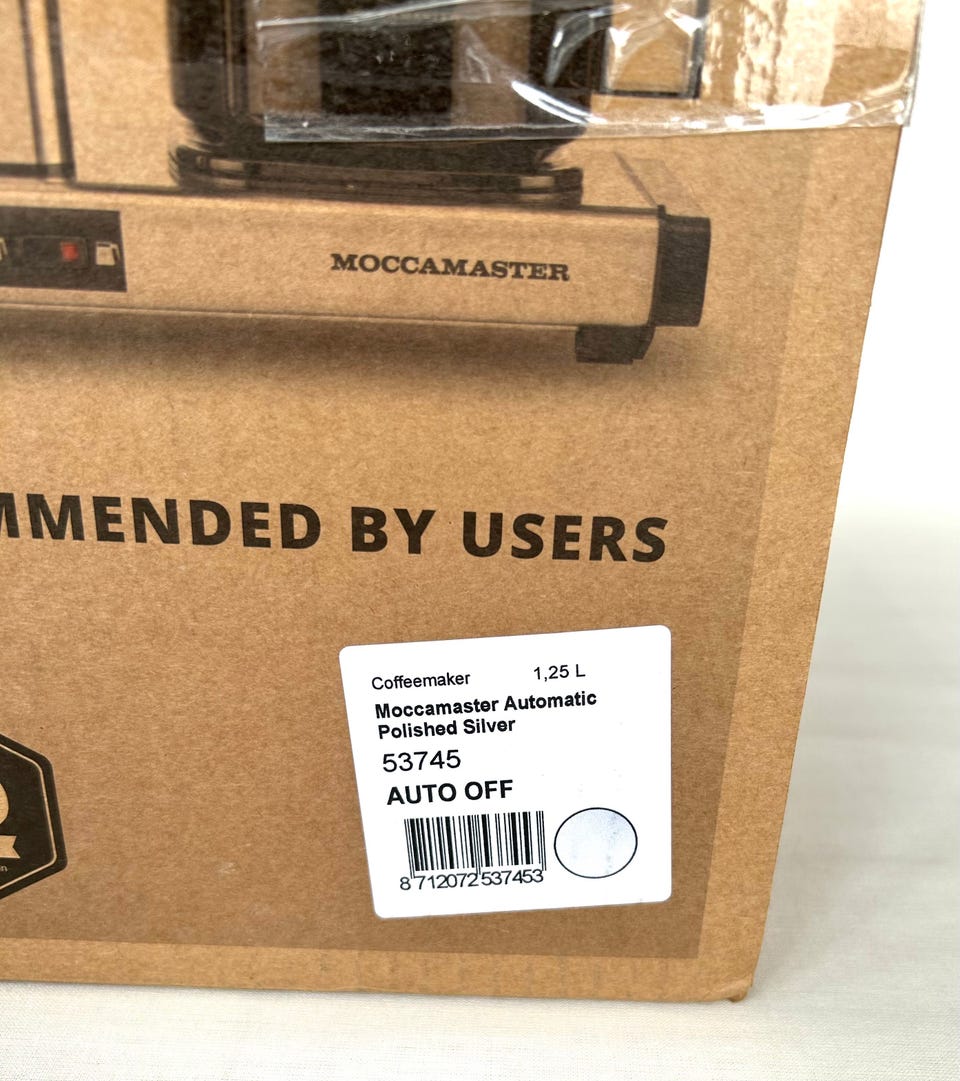 MOCCAMASTER
MMENDED BY USERS
Coffeemaker 1,25 L
Moccamaster Automatic
Polished Silver
53745
AUTO OFF
8 712072 537453